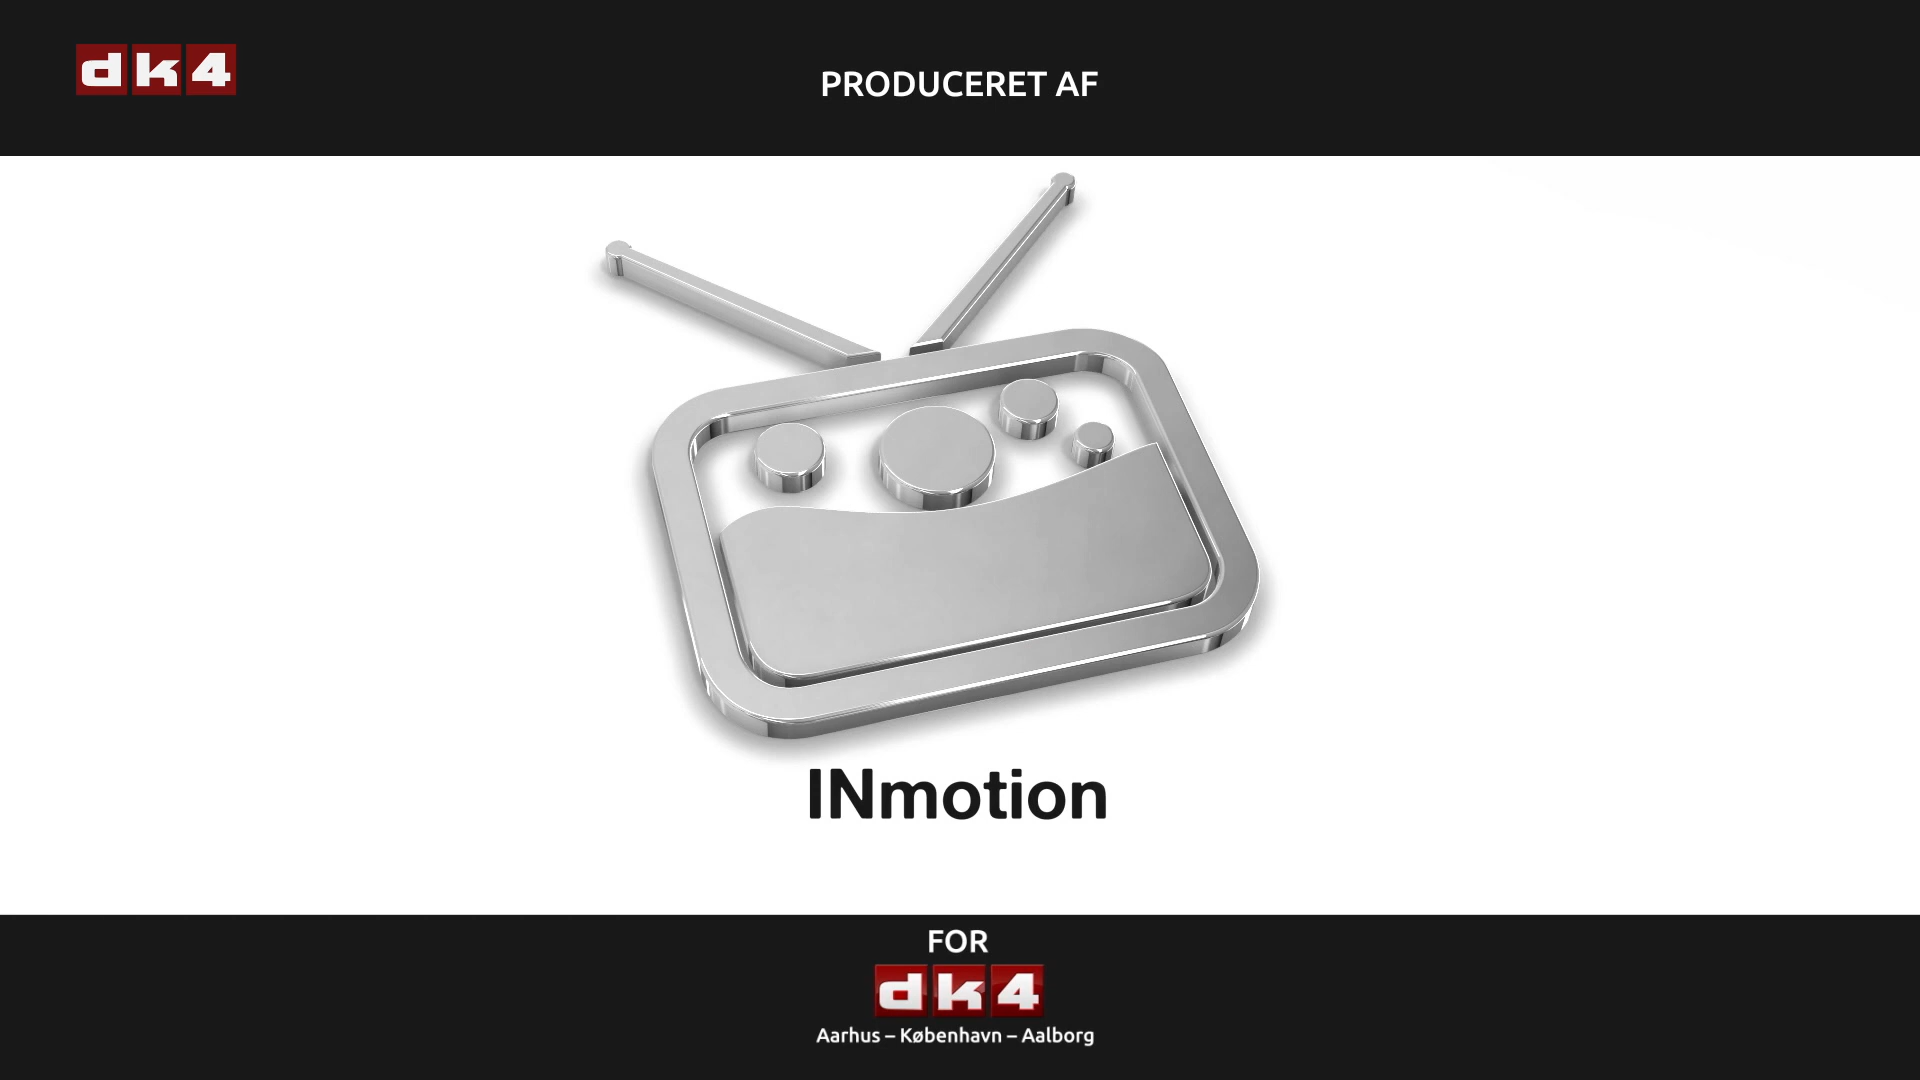 dk4
PRODUCERET AF
INmotion
FOR
dk4
Aarhus – København – Aalborg